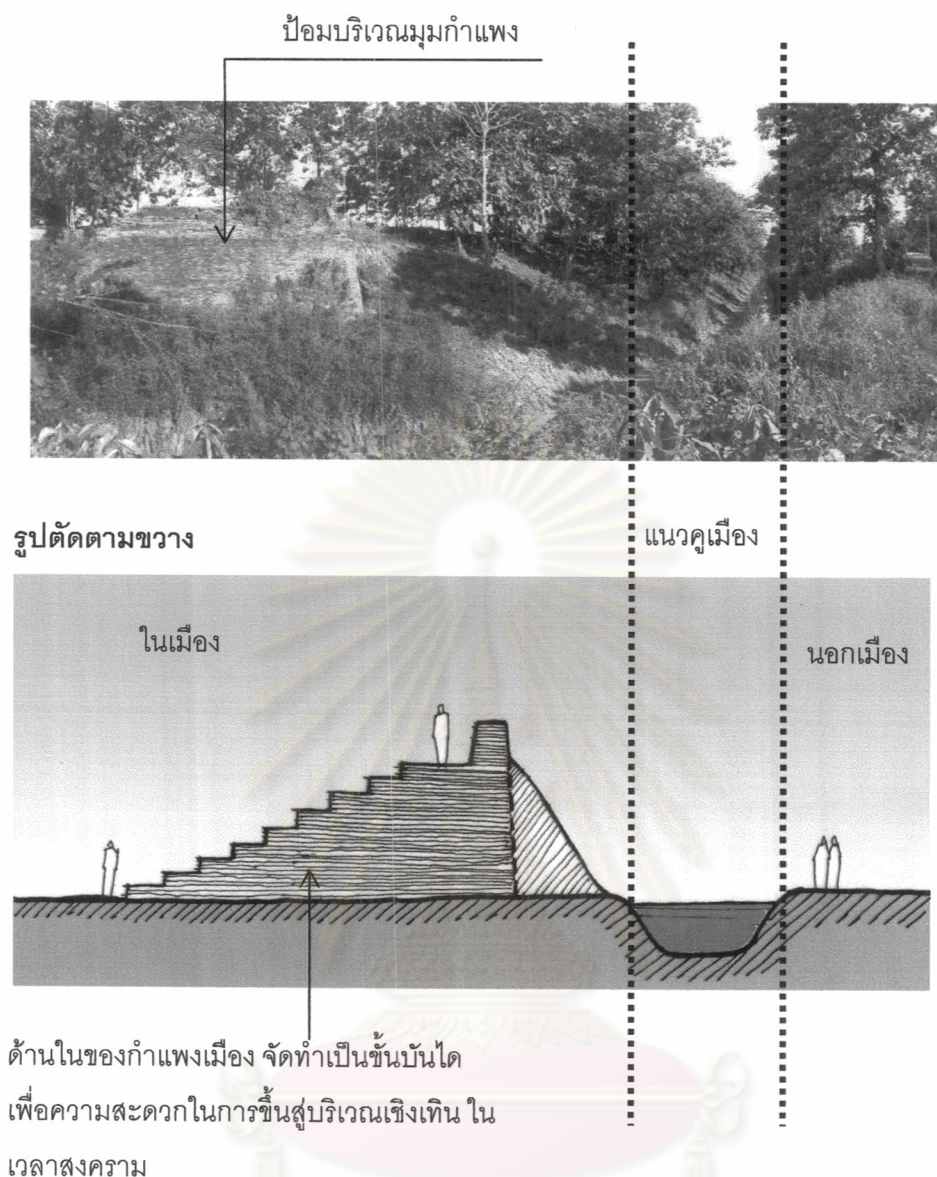 ป้อมบริเวณมุมกำแพง
รูปตัดตามขวาง
แนวคูเมือง
ในเมือง
นอกเมือง
ด้านในของกำแพงเมือง จัดทำเป็นขั้นบันได
เพื่อความสะดวกในการขึ้นสู่บริเวณเชิงเทิน ใน
เวลาสงคราม